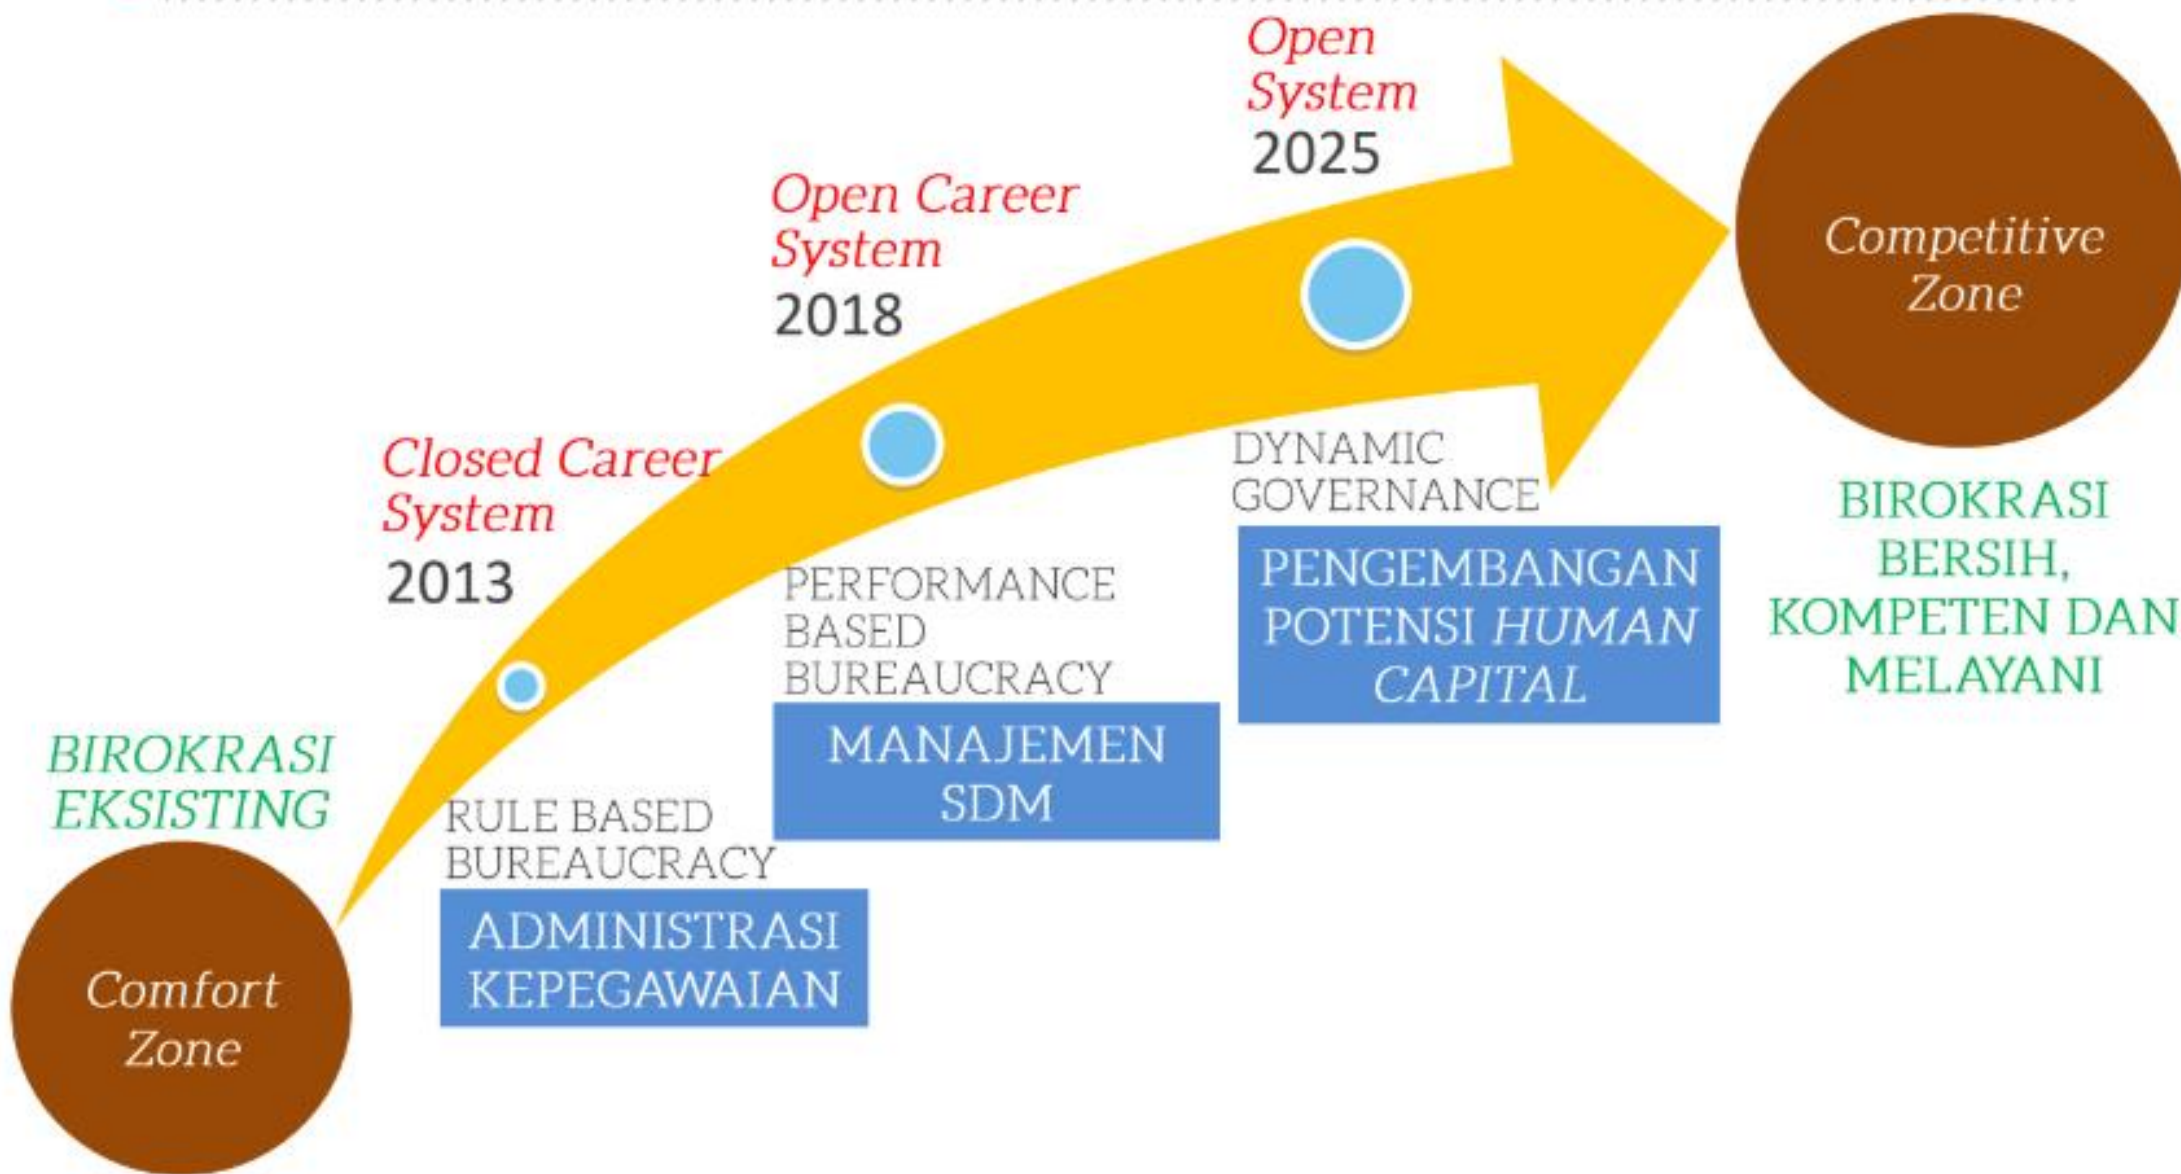 Open
System
2025
Open Career
System
2018
Closed Career
System
2013
Competitive
Zone
DYNAMIC
GOVERNANCE
PENGEMBANGAN
POTENSI HUMAN
CAPITAL
BIROKRASI
BERSIH,
KOMPETEN DAN
MELAYANI
PERFORMANCE
BASED
BUREAUCRACY
MANAJEMEN
SDM
BIROKRASI
EKSISTING
RULE BASED
BUREAUCRACY
ADMINISTRASI
KEPEGAWAIAN
Comfort
Zone